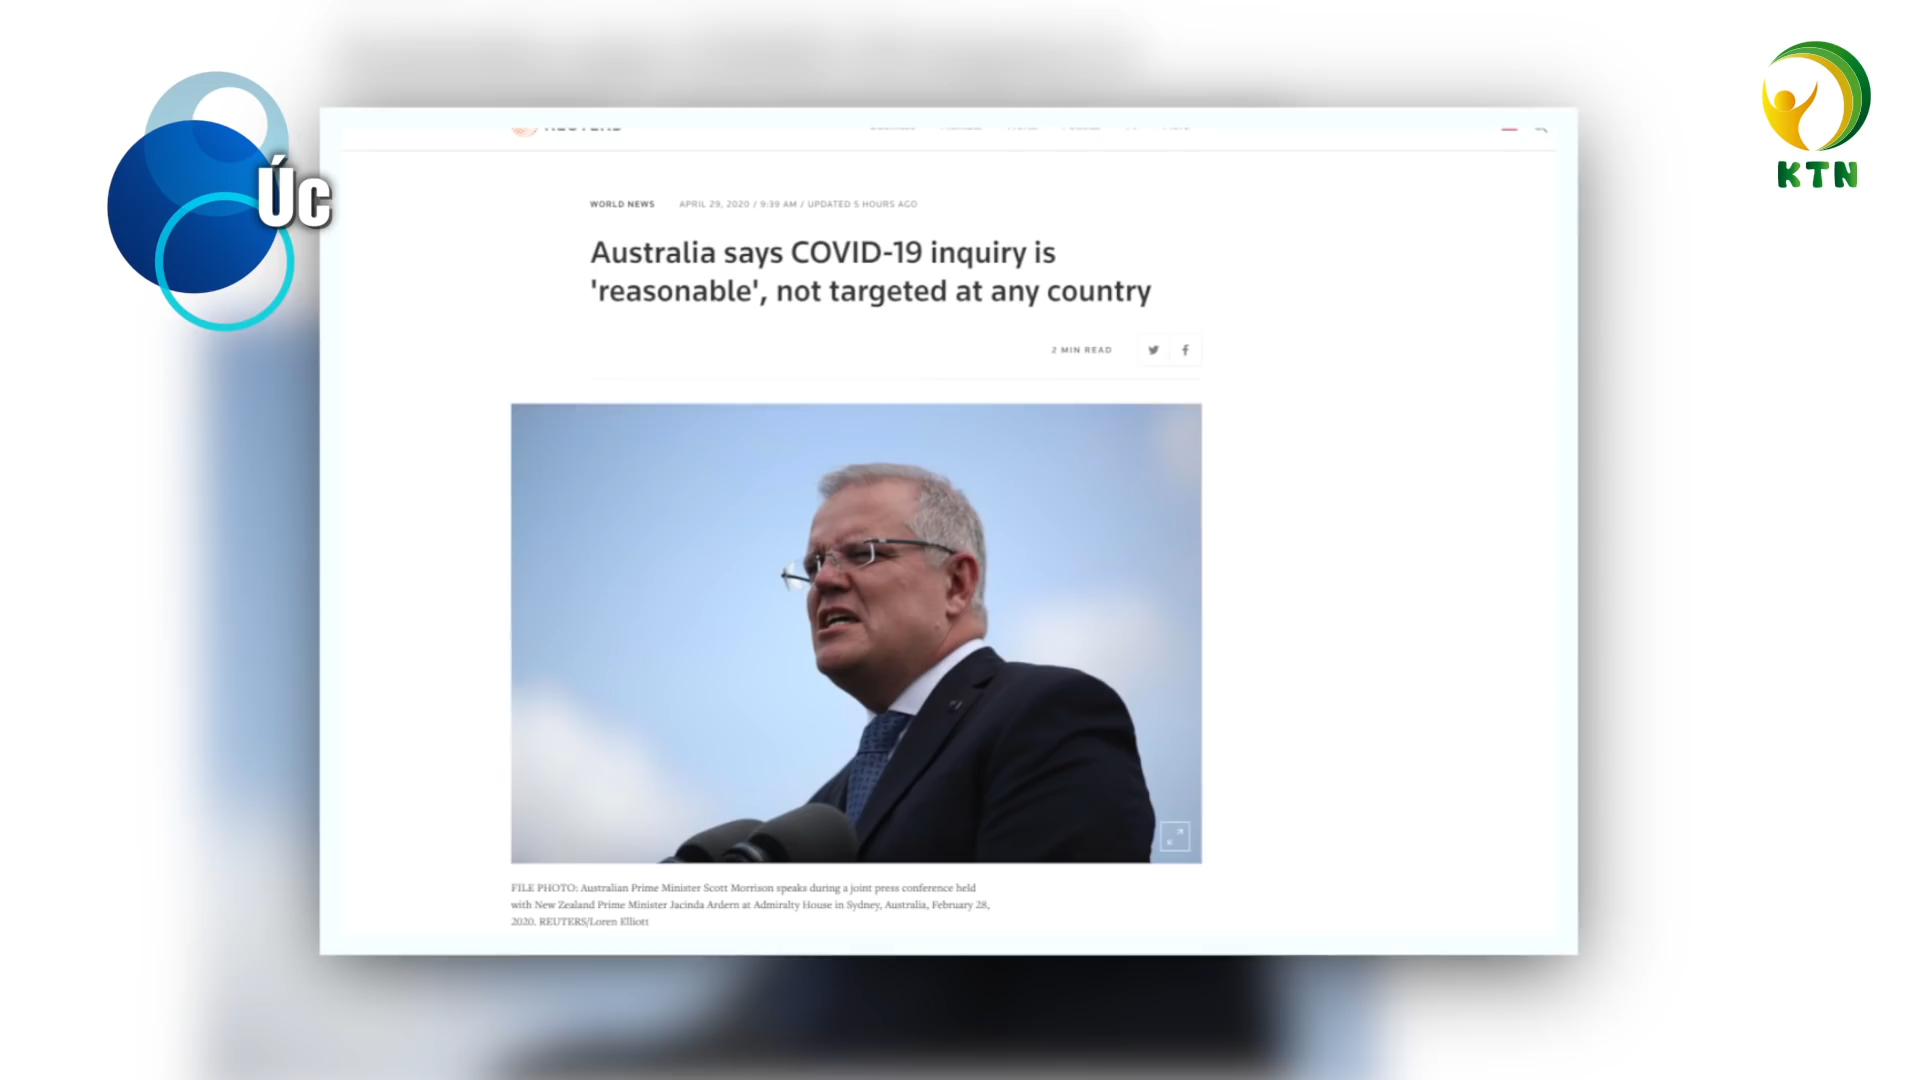 Úc
KTN
WORLD NEWS APRIL 29, 2020 / 9:39 AM / UPDATED 5 HOURS AGO
Australia says COVID-19 inquiry is
'reasonable', not targeted at any country
2 MIN READ
FILE PHOTO: Australian Prime Minister Scott Morrison speaks during a joint press conference held
with New Zealand Prime Minister Jacinda Ardern at Admiralty House in Sydney, Australia, February 28,
2020. REUTERS/Loren Elliott